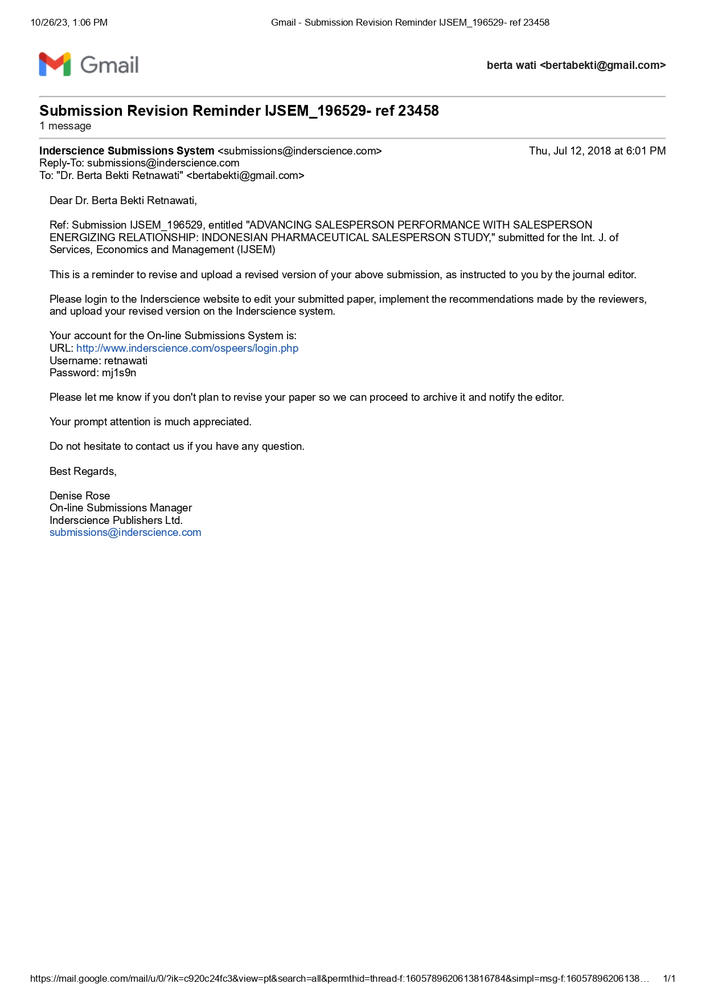 10/26/23, 1:06 PM Gmail - Submission Revision Reminder IJSEM_196529- ref 23458
Gmail berta wati <bertabekti@gmail.com>
Submission Revision Reminder IJSEM_196529- ref 23458
1 message
Inderscience Submissions System <submissions@inderscience.com> Thu, Jul 12, 2018 at 6:01 PM
Reply-To: submissions@inderscience.com
To: "Dr. Berta Bekti Retnawati" <bertabekti@gmail.com>
Dear Dr. Berta Bekti Retnawati,
Ref: Submission IJSEM_196529, entitled "ADVANCING SALESPERSON PERFORMANCE WITH SALESPERSON
ENERGIZING RELATIONSHIP: INDONESIAN PHARMACEUTICAL SALESPERSON STUDY," submitted for the Int. J. of
Services, Economics and Management (IJSEM)
This is a reminder to revise and upload a revised version of your above submission, as instructed to you by the journal editor.
Please login to the Inderscience website to edit your submitted paper, implement the recommendations made by the reviewers,
and upload your revised version on the Inderscience system.
Your account for the On-line Submissions System is:
URL: http://www.inderscience.com/ospeers/login.php
Username: retnawati
Password: mj1s9n
Please let me know if you don't plan to revise your paper so we can proceed to archive it and notify the editor.
Your prompt attention is much appreciated.
Do not hesitate to contact us if you have any question.
Best Regards,
Denise Rose
On-line Submissions Manager
Inderscience Publishers Ltd.
submissions@inderscience.com
https://mail.google.com/mail/u/0/?ik=c920c24fc3&view=pt&search=all&permthid=thread-f:1605789620613816784&simpl=msg-f:16057896206138… 1/1